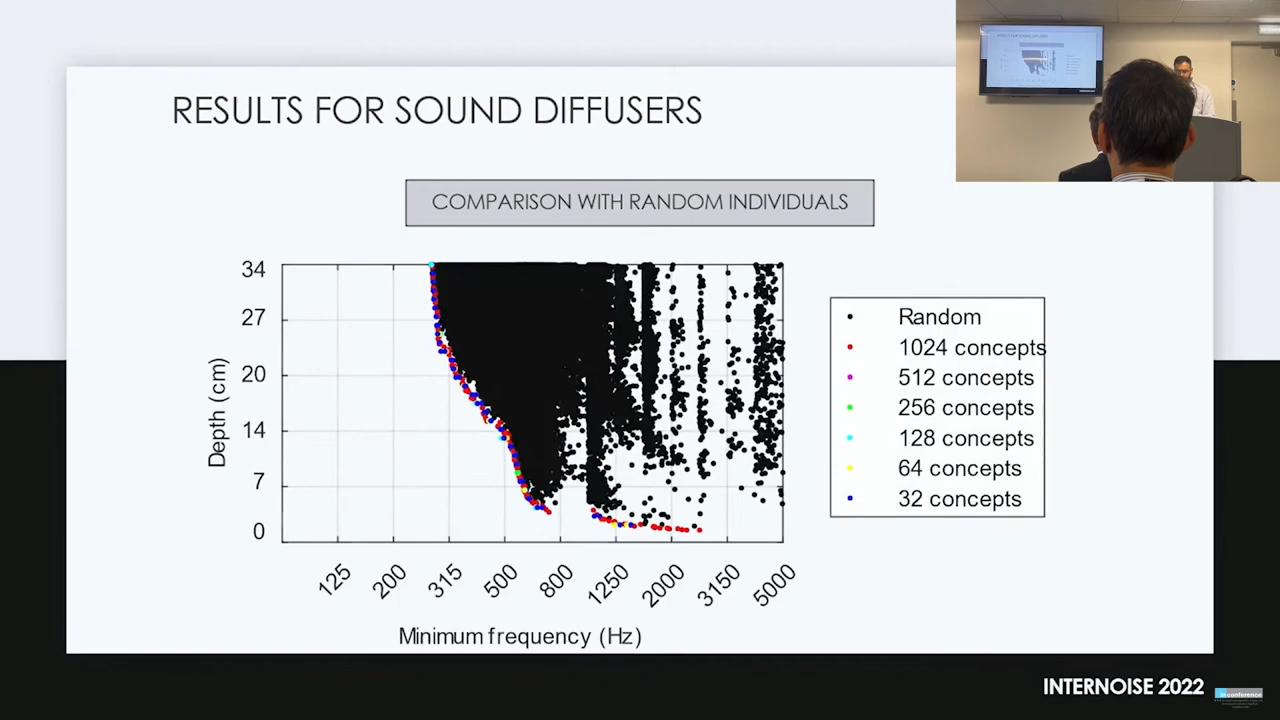 RESULTS FOR SOUND DIFFUSERS
COMPARISON WITH RANDOM INDIVIDUALS
34
27
20
14
7
0
Depth (cm)
125
200
315
500
800
1250
2000
3150
5000
Minimum frequency (Hz)
Random
1024 concepts
512 concepts
256 concepts
128 concepts
64 concepts
32 concepts
INTERNOISE 2022